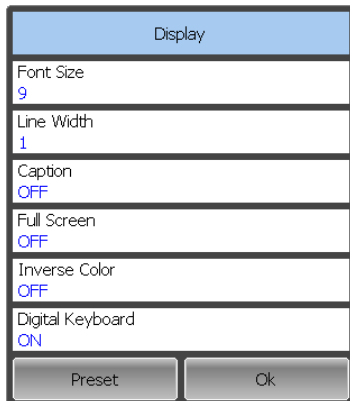 Display
Font Size
9
Line Width
1
Caption
OFF
Full Screen
OFF
Inverse Color
OFF
Digital Keyboard
ON
Preset Ok